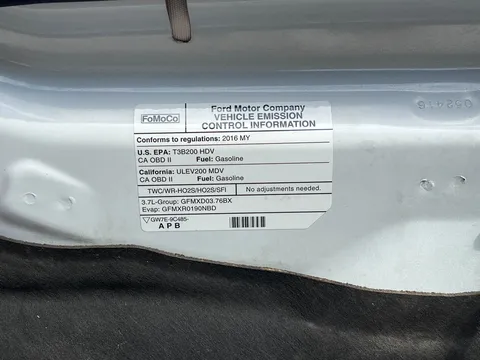 FoMoCo
Ford Motor Company
VEHICLE EMISSION
CONTROL INFORMATION
Conforms to regulations: 2016 MY
U.S. EPA: T3B200 HDV
CA OBD II Fuel: Gasoline
California: ULEV200 MDV
CA OBD II Fuel: Gasoline
TWC/WR-HO2S/HO2S/SFI No adjustments needed.
3.7L-Group: GFMXD03.76BX
Evap: GFMXR0190NBD
GW7E-9C485-
A P B